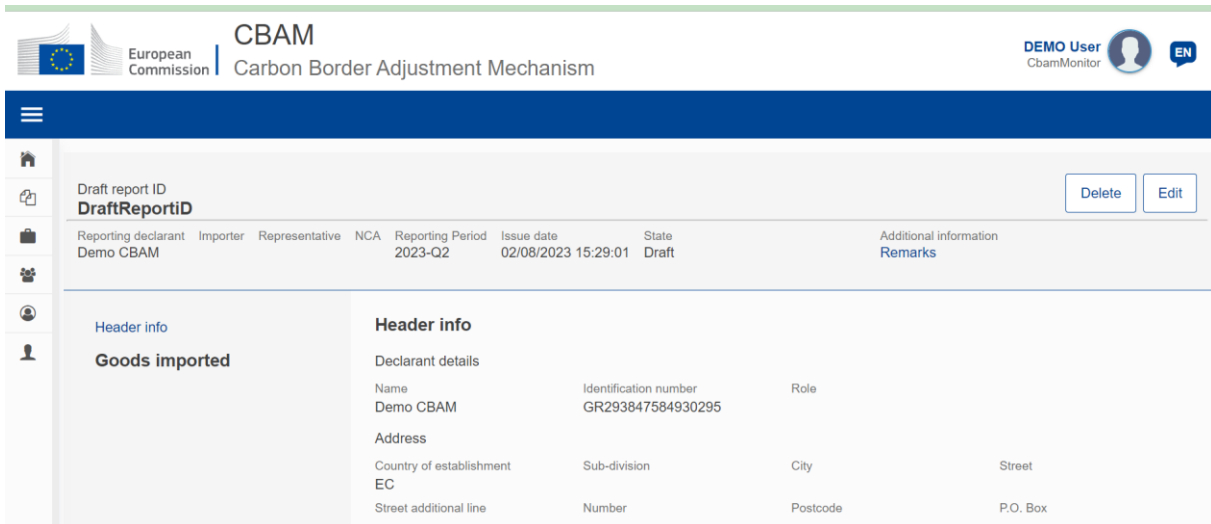 European
Commission
CBAM
Carbon Border Adjustment Mechanism
DEMO User
CbamMonitor
EN
Draft report ID
DraftReportiD
Delete Edit
Reporting declarant Importer Representative NCA Reporting Period Issue date State Additional information
Demo CBAM 2023-Q2 02/08/2023 15:29:01 Draft Remarks
Header info
Goods imported
Header info
Declarant details
Name Identification number Role
Demo CBAM GR293847584930295
Address
Country of establishment Sub-division City Street
EC
Street additional line Number Postcode P.O. Box